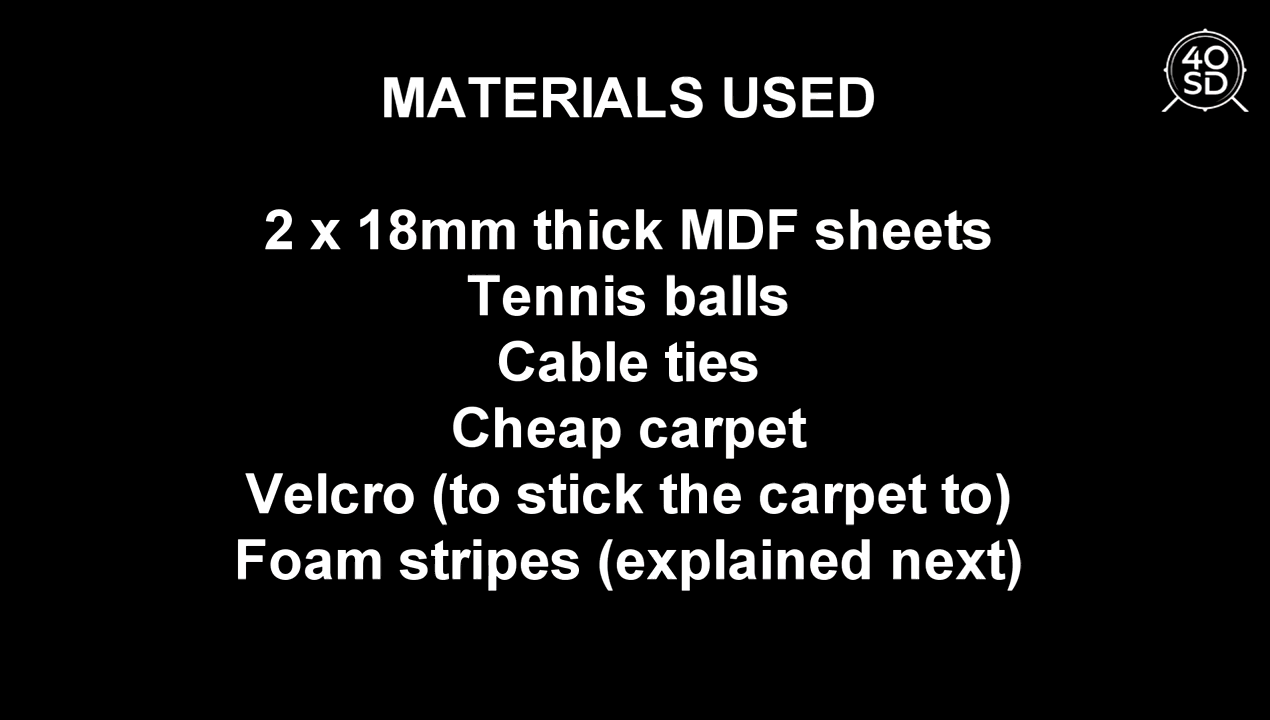 4O
SD
MATERIALS USED
2 x 18mm thick MDF sheets
Tennis balls
Cable ties
Cheap carpet
Velcro (to stick the carpet to)
Foam stripes (explained next)